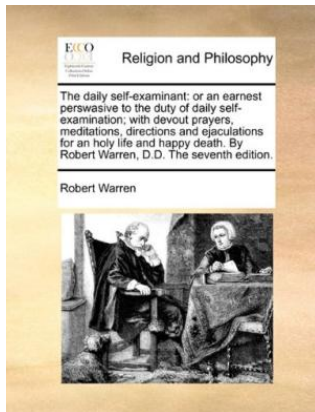 ECCO
Religion and Philosophy
The daily self-examinant: or an earnest
perswasive to the duty of daily self-
examination; with devout prayers,
meditations, directions and ejaculations
for an holy life and happy death. By
Robert Warren, D.D. The seventh edition.
Robert Warren